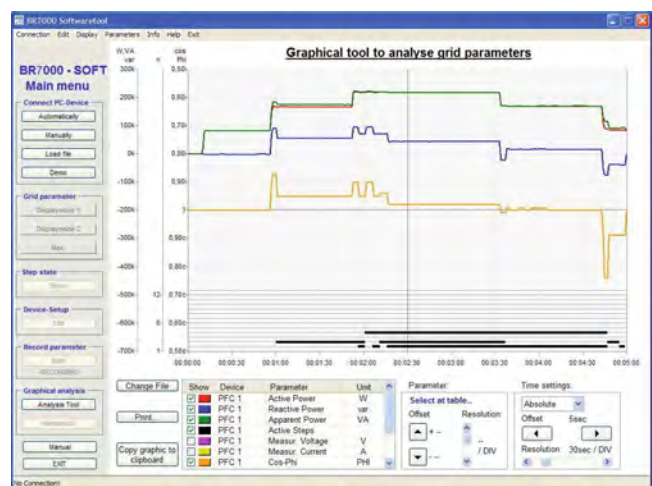 BR7000 Softwaretool
Connection Edit Display Parameters Info Help Exit
BR7000 - SOFT
Main menu
Connect PC-Device
Automatically
Manually
Load file
Demo
Grid parameter
Displaymode 1
Displaymode 2
Step state
Device-Setup
Record parameter
Graphical analysis
Analysis Tool
Manual
EXIT
Graphical tool to analyse grid parameters
W,VA
var
n
cos
Phi
300k
200k
100k
0k
-100k
-200k
-300k
-400k
-500k
-600k
-700k
12
6
1
0,50
0,60
0,70
0,80
0,90
1
0,90
0,80
0,70
0,60
0,50
00:00:00 00:00:30 00:01:00 00:01:30 00:02:00 00:02:30 00:03:00 00:03:30 00:04:00 00:04:30 00:05:00
Change File
Print...
Copy graphic to
clipboard
Show Device Parameter Unit
PFC 1 Active Power W
PFC 1 Reactive Power var
PFC 1 Apparent Power VA
PFC 1 Active Steps
PFC 1 Measur. Voltage V
PFC 1 Measur. Current A
PFC 1 Cos-Phi PHI
Parameter:
Select at table..
Offset Resolution:
+ --
- --
--
/ DIV
Time settings:
Absolute
Offset 5sec
Resolution: 30sec / DIV
No Connection!